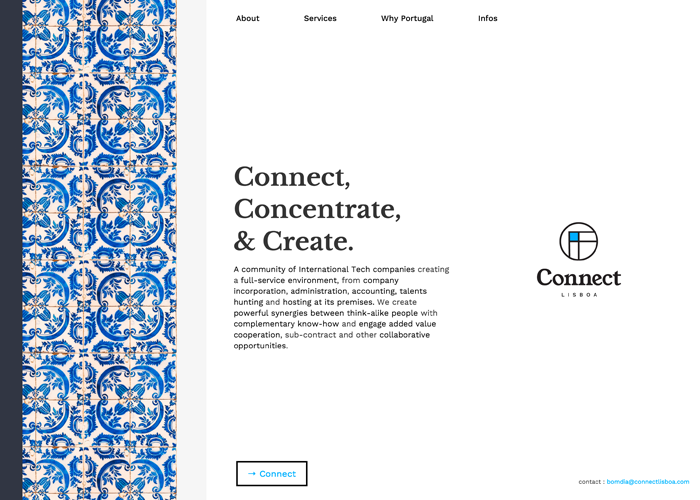 About Services Why Portugal Infos
Connect,
Concentrate,
& Create.
A community of International Tech companies creating
a full-service environment, from company
incorporation, administration, accounting, talents
hunting and hosting at its premises. We create
powerful synergies between think-alike people with
complementary know-how and engage added value
cooperation, sub-contract and other collaborative
opportunities.
Connect
LISBOA
→ Connect
contact : bomdia@connectlisboa.com